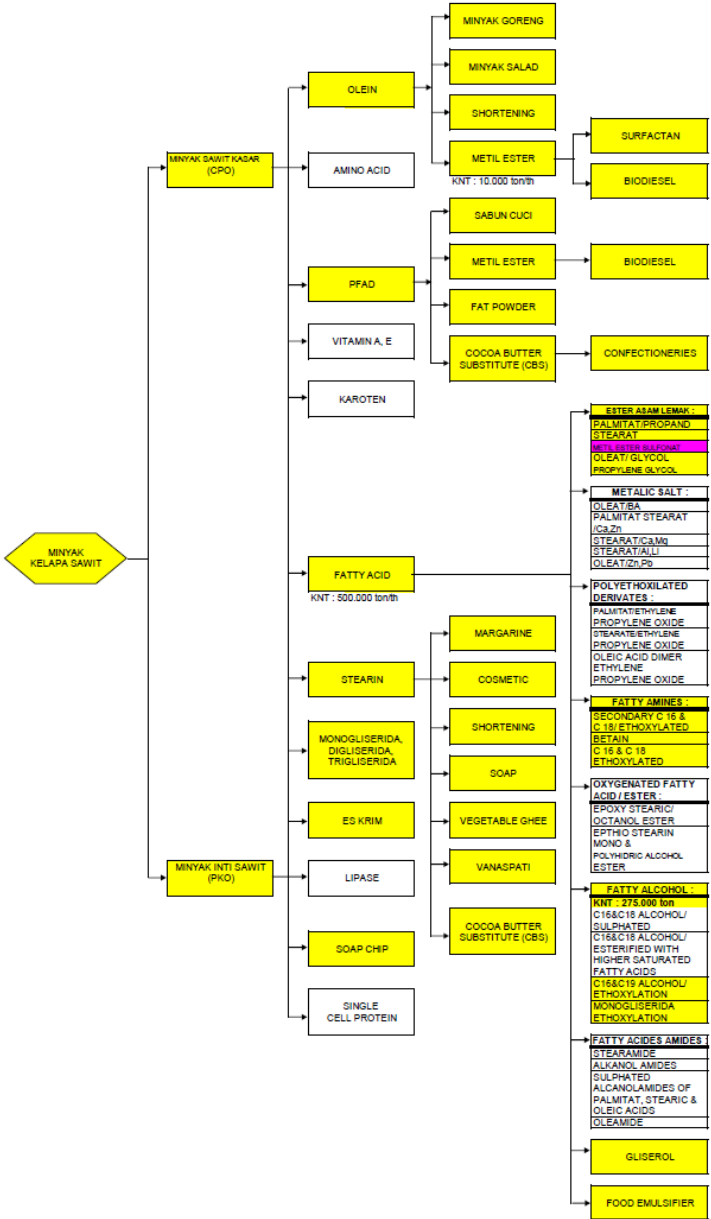 MINYAK
KELAPA SAWIT
MINYAK SAWIT KASAR
(CPO)
MINYAK INTI SAWIT
(PKO)
OLEIN
AMINO ACID
PFAD
VITAMIN A, E
KAROTEN
FATTY ACID
KNT : 500.000 ton/th
STEARIN
MONOGLISERIDA,
DIGLISERIDA,
TRIGLISERIDA
ES KRIM
LIPASE
SOAP CHIP
SINGLE
CELL PROTEIN
MINYAK GORENG
MINYAK SALAD
SHORTENING
METIL ESTER
KNT : 10.000 ton/th
SABUN CUCI
METIL ESTER
FAT POWDER
COCOA BUTTER
SUBSTITUTE (CBS)
MARGARINE
COSMETIC
SHORTENING
SOAP
VEGETABLE GHEE
VANASPATI
COCOA BUTTER
SUBSTITUTE (CBS)
SURFACTAN
BIODIESEL
BIODIESEL
CONFECTIONERIES
ESTER ASAM LEMAK :
PALMITAT/PROPAND
STEARAT
METIL ESTER SULFONAT
OLEAT/ GLYCOL
PROPYLENE GLYCOL
METALIC SALT :
OLEAT/BA
PALMITAT STEARAT
/Ca,Zn
STEARAT/Ca,Mq
STEARAT/Al,Li
OLEAT/Zn,Pb
POLYETHOXILATED
DERIVATES :
PALMITAT/ETHYLENE
PROPYLENE OXIDE
STEARATE/ETHYLENE
PROPYLENE OXIDE
OLEIC ACID DIMER
ETHYLENE
PROPYLENE OXIDE
FATTY AMINES :
SECONDARY C 16 &
C 18/ ETHOXYLATED
BETAIN
C 16 & C 18
ETHOXYLATED
OXYGENATED FATTY
ACID / ESTER :
EPOXY STEARIC/
OCTANOL ESTER
EPTHIO STEARIN
MONO &
POLYHIDRIC ALCOHOL
ESTER
FATTY ALCOHOL :
KNT : 275.000 ton
C16&C18 ALCOHOL/
SULPHATED
C16&C18 ALCOHOL/
ESTERIFIED WITH
HIGHER SATURATED
FATTY ACIDS
C16&C19 ALCOHOL/
ETHOXYLATION
MONOGLISERIDA
ETHOXYLATION
FATTY ACIDES AMIDES :
STEARAMIDE
ALKANOL AMIDES
SULPHATED
ALCANOLAMIDES OF
PALMITAT, STEARIC &
OLEIC ACIDS
OLEAMIDE
GLISEROL
FOOD EMULSIFIER